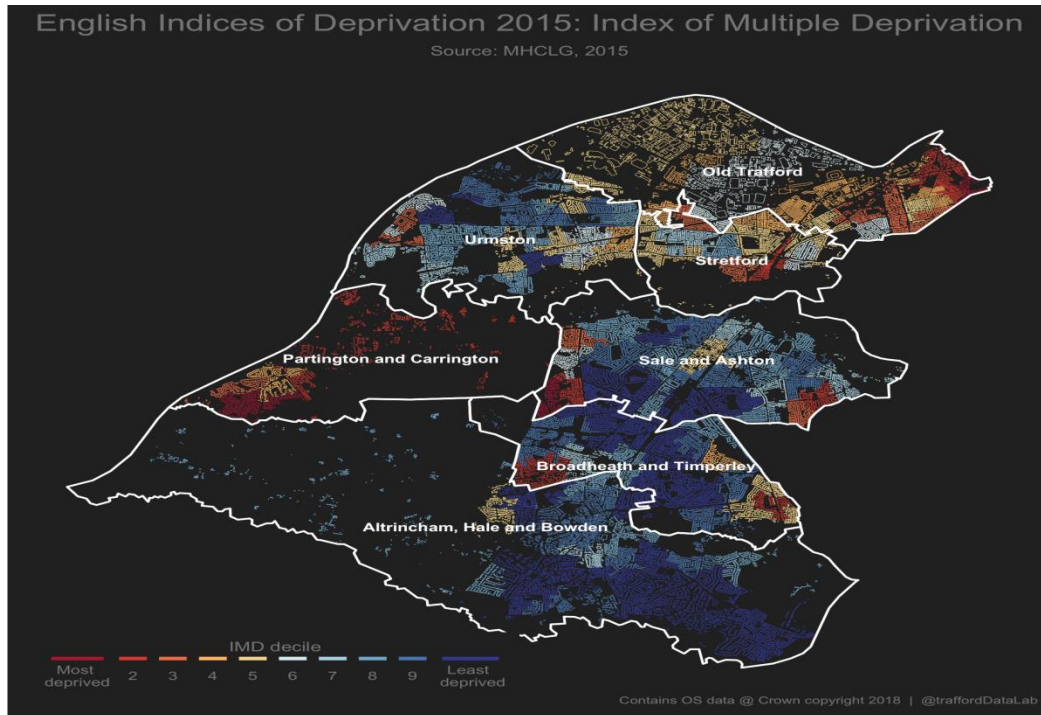 English Indices of Deprivation 2015: Index of Multiple Deprivation
Source: MHCLG, 2015
Old Trafford
Urmston
Stretford
Partington and Carrington
Sale and Ashton
Broadheath and Timperley
Altrincham, Hale and Bowden
IMD decile
Most deprived 2 3 4 5 6 7 8 9 Least deprived
Contains OS data @ Crown copyright 2018 | @traffordDataLab